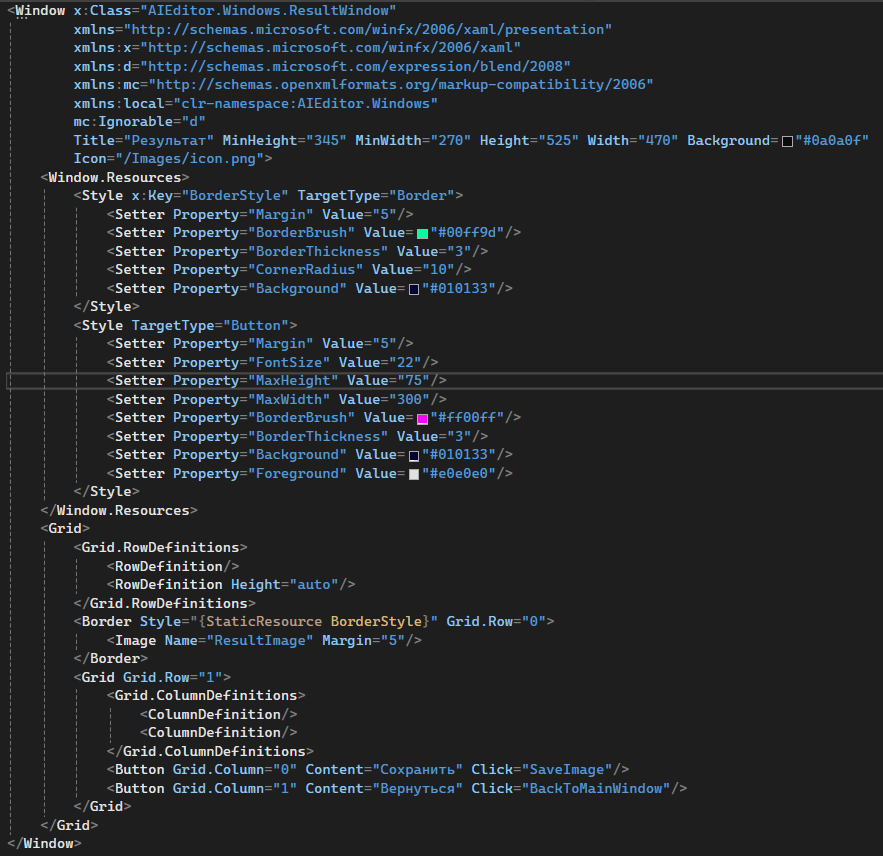 <Window x:Class="AIEditor.Windows.ResultWindow"
        xmlns="http://schemas.microsoft.com/winfx/2006/xaml/presentation"
        xmlns:x="http://schemas.microsoft.com/winfx/2006/xaml"
        xmlns:d="http://schemas.microsoft.com/expression/blend/2008"
        xmlns:mc="http://schemas.openxmlformats.org/markup-compatibility/2006"
        xmlns:local="clr-namespace:AIEditor.Windows"
        mc:Ignorable="d"
        Title="Результат" MinHeight="345" MinWidth="270" Height="525" Width="470" Background="#0a0a0f"
        Icon="/Images/icon.png">
    <Window.Resources>
        <Style x:Key="BorderStyle" TargetType="Border">
            <Setter Property="Margin" Value="5"/>
            <Setter Property="BorderBrush" Value="#00ff9d"/>
            <Setter Property="BorderThickness" Value="3"/>
            <Setter Property="CornerRadius" Value="10"/>
            <Setter Property="Background" Value="#010133"/>
        </Style>
        <Style TargetType="Button">
            <Setter Property="Margin" Value="5"/>
            <Setter Property="FontSize" Value="22"/>
            <Setter Property="MaxHeight" Value="75"/>
            <Setter Property="MaxWidth" Value="300"/>
            <Setter Property="BorderBrush" Value="#ff00ff"/>
            <Setter Property="BorderThickness" Value="3"/>
            <Setter Property="Background" Value="#010133"/>
            <Setter Property="Foreground" Value="#e0e0e0"/>
        </Style>
    </Window.Resources>
    <Grid>
        <Grid.RowDefinitions>
            <RowDefinition/>
            <RowDefinition Height="auto"/>
        </Grid.RowDefinitions>
        <Border Style="{StaticResource BorderStyle}" Grid.Row="0">
            <Image Name="ResultImage" Margin="5"/>
        </Border>
        <Grid Grid.Row="1">
            <Grid.ColumnDefinitions>
                <ColumnDefinition/>
                <ColumnDefinition/>
            </Grid.ColumnDefinitions>
            <Button Grid.Column="0" Content="Сохранить" Click="SaveImage"/>
            <Button Grid.Column="1" Content="Вернуться" Click="BackToMainWindow"/>
        </Grid>
    </Grid>
</Window>